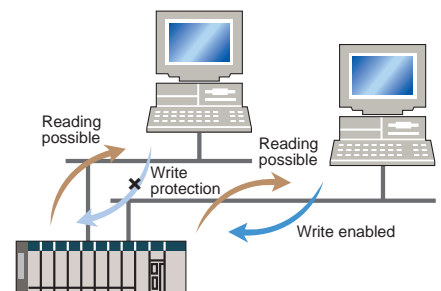 Reading
possible
Write
protection
Reading
possible
Write enabled